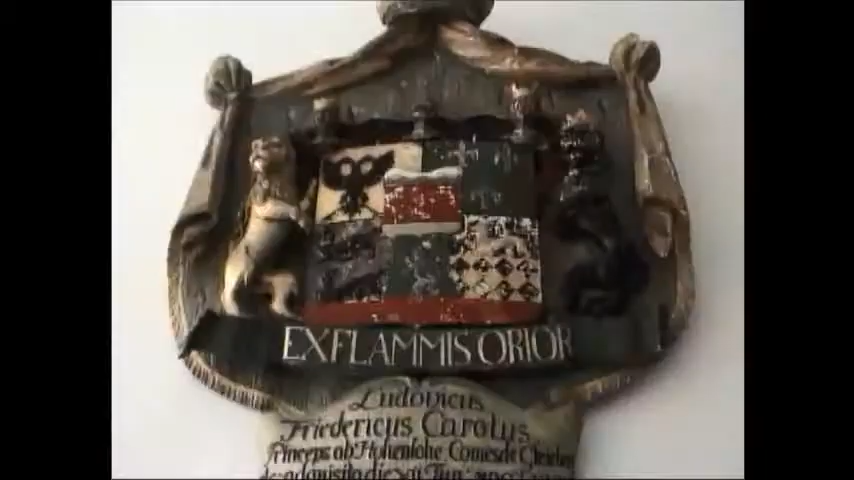 EX FLAMMIS ORIOR
Ludovicus
Friedericus Carolus
Princeps ab Hohenlohe Comes de Gleichen